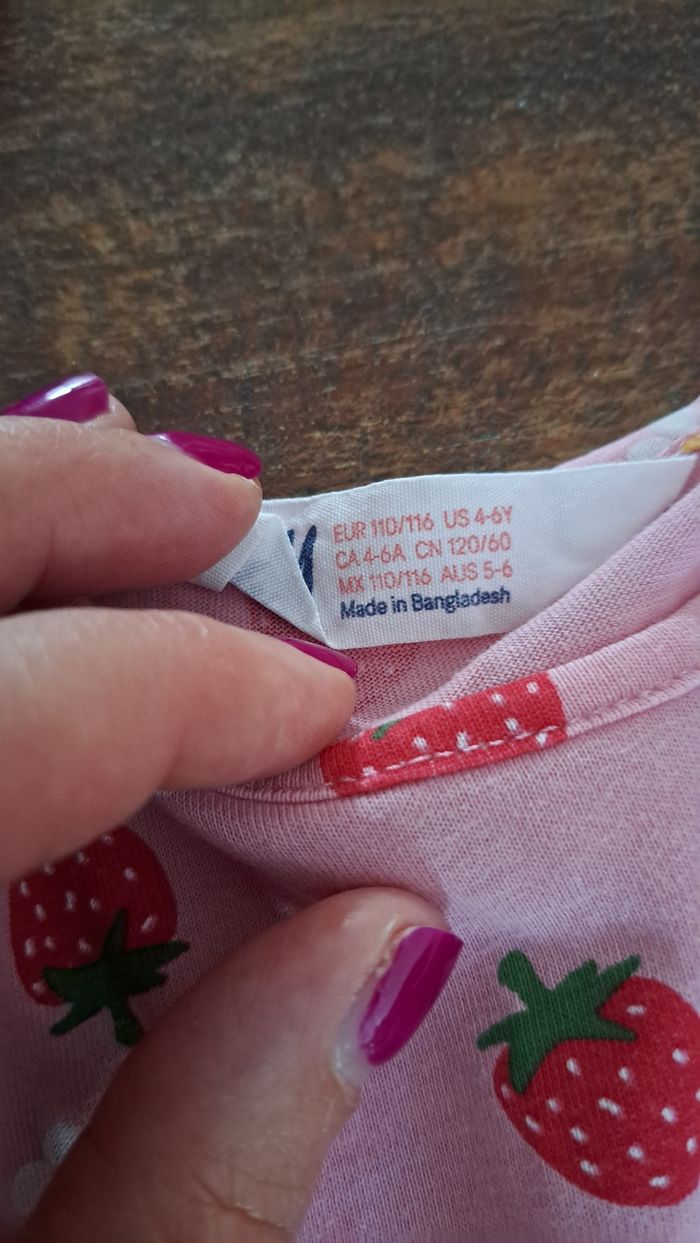 EUR 110/116 US 4-6Y
CA 4-6A CN 120/60
MX 110/116 AUS 5-6
Made in Bangladesh